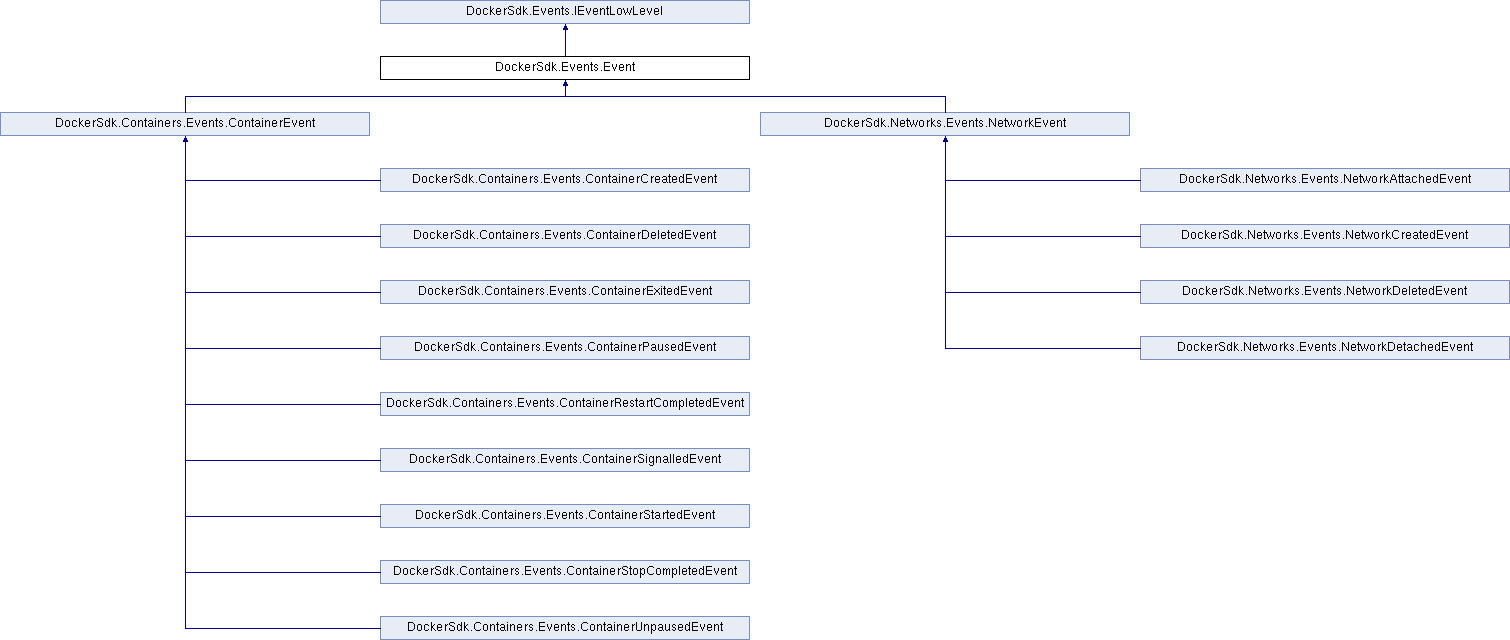 DockerSdk.Events.IEventLowLevel
DockerSdk.Events.Event
DockerSdk.Containers.Events.ContainerEvent
DockerSdk.Networks.Events.NetworkEvent
DockerSdk.Containers.Events.ContainerCreatedEvent
DockerSdk.Networks.Events.NetworkAttachedEvent
DockerSdk.Containers.Events.ContainerDeletedEvent
DockerSdk.Networks.Events.NetworkCreatedEvent
DockerSdk.Containers.Events.ContainerExitedEvent
DockerSdk.Networks.Events.NetworkDeletedEvent
DockerSdk.Containers.Events.ContainerPausedEvent
DockerSdk.Networks.Events.NetworkDetachedEvent
DockerSdk.Containers.Events.ContainerRestartCompletedEvent
DockerSdk.Containers.Events.ContainerSignalledEvent
DockerSdk.Containers.Events.ContainerStartedEvent
DockerSdk.Containers.Events.ContainerStopCompletedEvent
DockerSdk.Containers.Events.ContainerUnpausedEvent